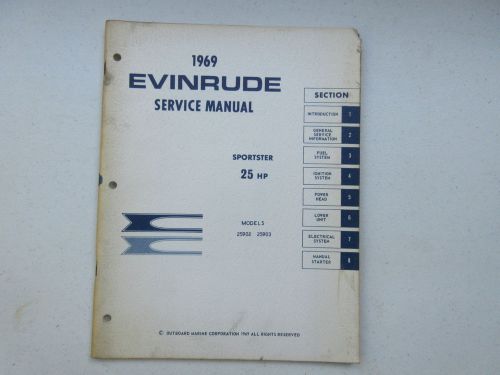 1969
EVINRUDE
SERVICE MANUAL
SPORTSTER
25 HP
MODELS
25902 25903
SECTION
INTRODUCTION 1
GENERAL
SERVICE
INFORMATION 2
FUEL
SYSTEM 3
IGNITION
SYSTEM 4
POWER
HEAD 5
LOWER
UNIT 6
ELECTRICAL
SYSTEM 7
MANUAL
STARTER 8
© OUTBOARD MARINE CORPORATION 1969 ALL RIGHTS RESERVED